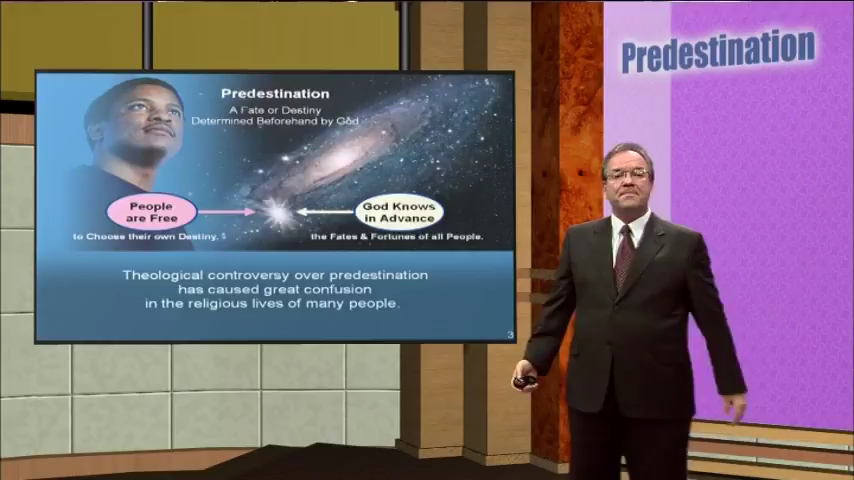 Predestination
Predestination
A Fate or Destiny
Determined Beforehand by God
People
are Free
God Knows
in Advance
to Choose their own Destiny.
the Fates & Fortunes of all People.
Theological controversy over predestination
has caused great confusion
in the religious lives of many people.
3